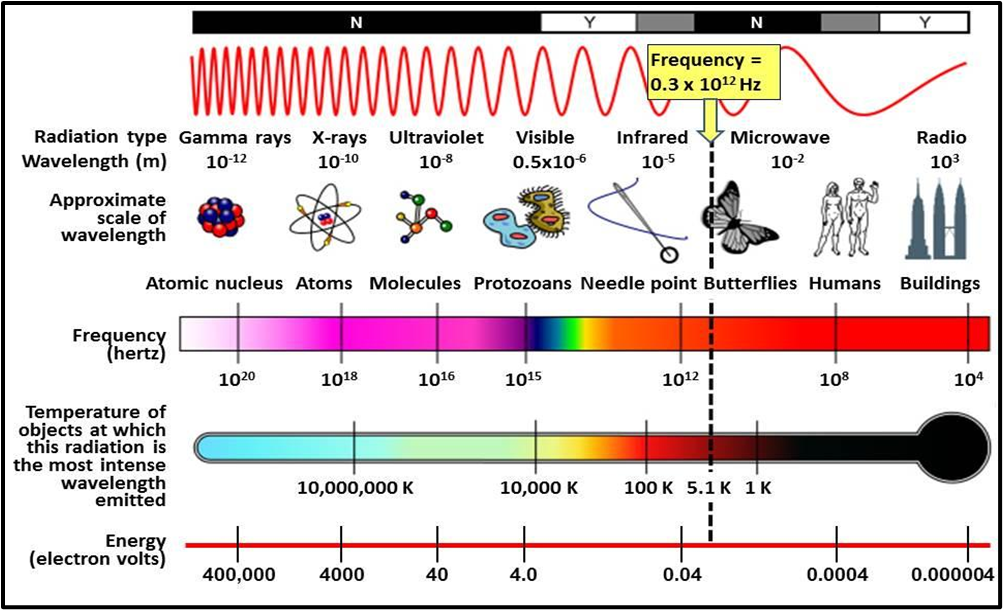 N Y N Y
Frequency =
0.3 x 10¹² Hz
Radiation type Gamma rays X-rays Ultraviolet Visible Infrared Microwave Radio
Wavelength (m) 10⁻¹² 10⁻¹⁰ 10⁻⁸ 0.5x10⁻⁶ 10⁻⁵ 10⁻² 10³
Approximate
scale of
wavelength
Atomic nucleus Atoms Molecules Protozoans Needle point Butterflies Humans Buildings
Frequency
(hertz)
10²⁰ 10¹⁸ 10¹⁶ 10¹⁵ 10¹² 10⁸ 10⁴
Temperature of
objects at which
this radiation is
the most intense
wavelength
emitted
10,000,000 K 10,000 K 100 K 5.1 K 1 K
Energy
(electron volts)
400,000 4000 40 4.0 0.04 0.0004 0.000004